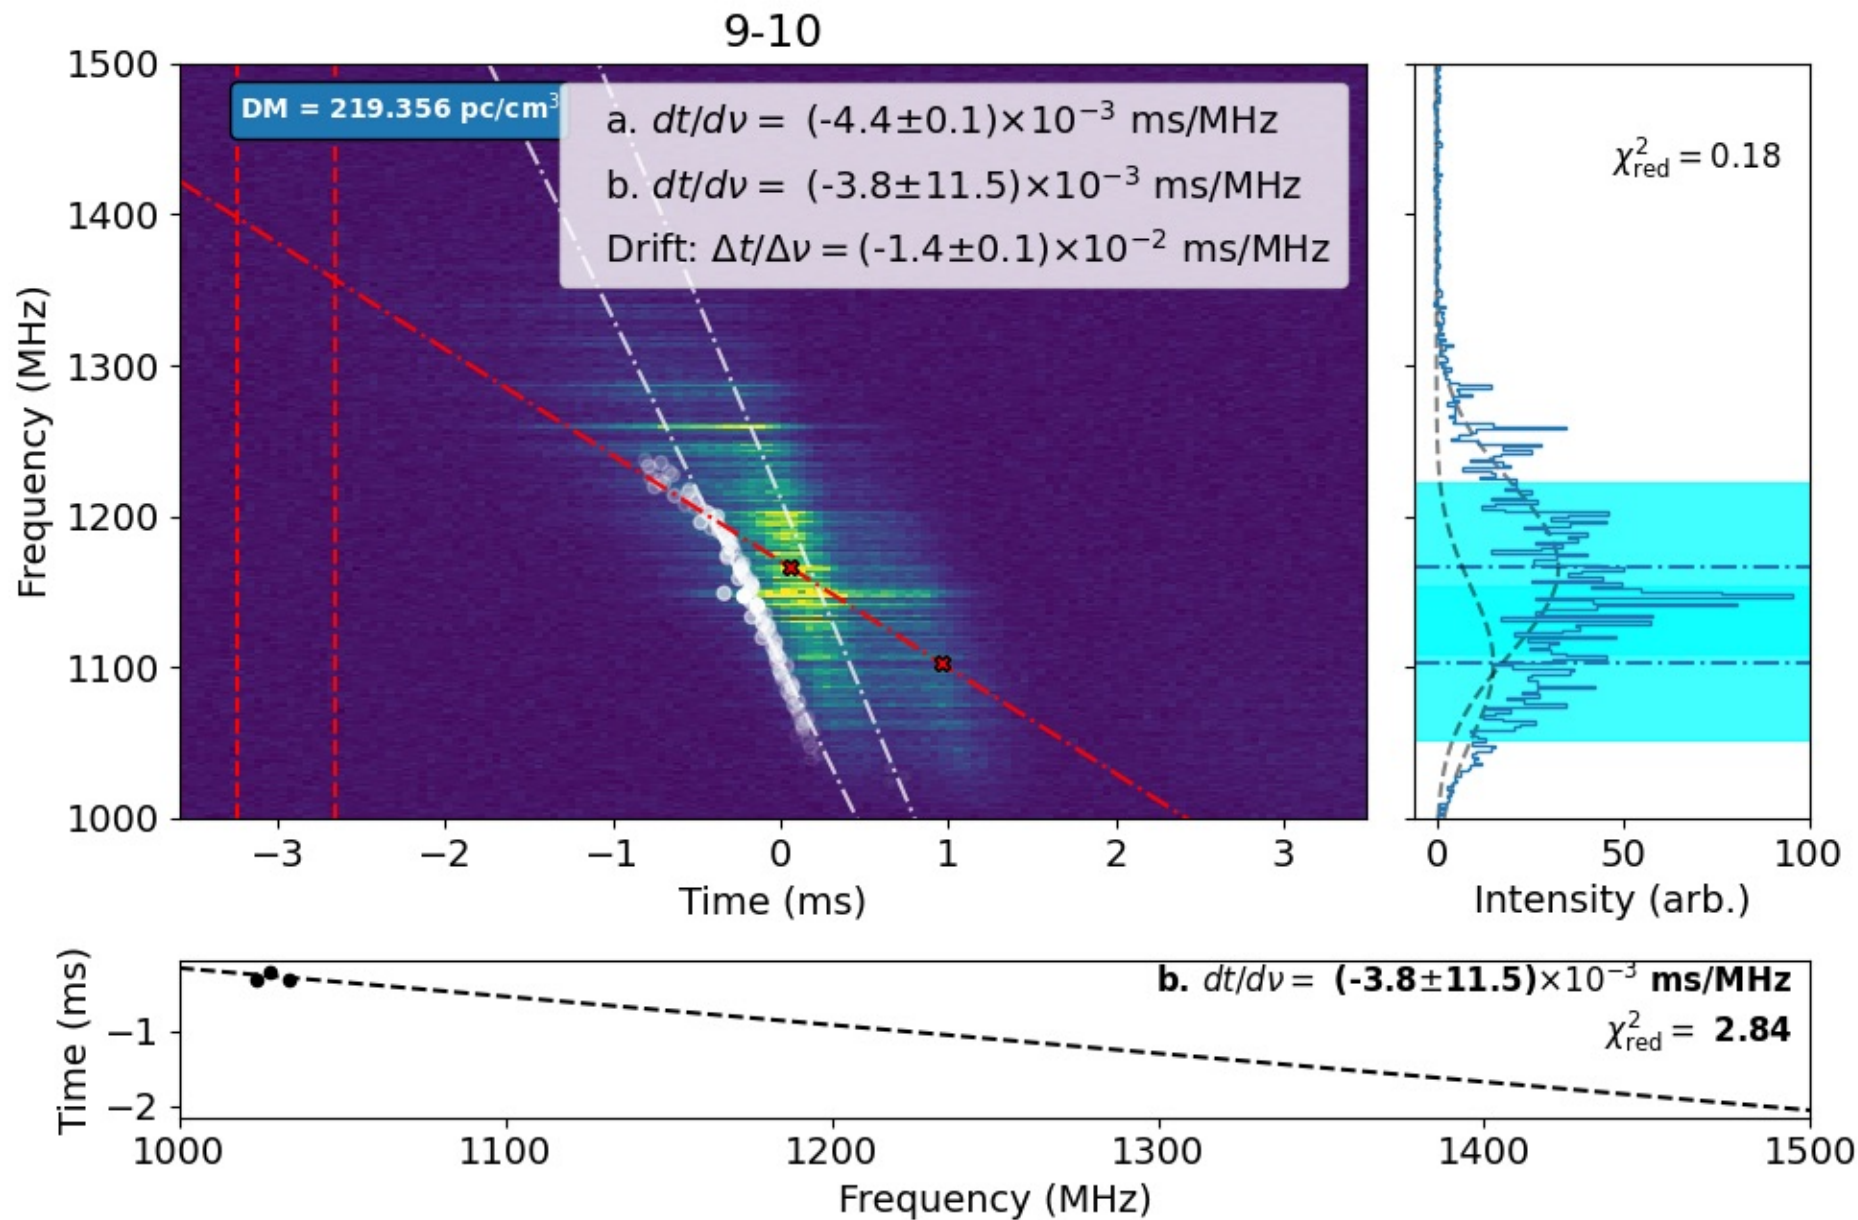 9-10
DM = 219.356 pc/cm³
a. dt/dν = (-4.4±0.1)×10⁻³ ms/MHz
b. dt/dν = (-3.8±11.5)×10⁻³ ms/MHz
Drift: Δt/Δν = (-1.4±0.1)×10⁻² ms/MHz
Frequency (MHz)
1500
1400
1300
1200
1100
1000
−3 −2 −1 0 1 2 3
Time (ms)
χ²red = 0.18
0 50 100
Intensity (arb.)
b. dt/dν = (-3.8±11.5)×10⁻³ ms/MHz
χ²red = 2.84
Time (ms)
−1
−2
1000 1100 1200 1300 1400 1500
Frequency (MHz)